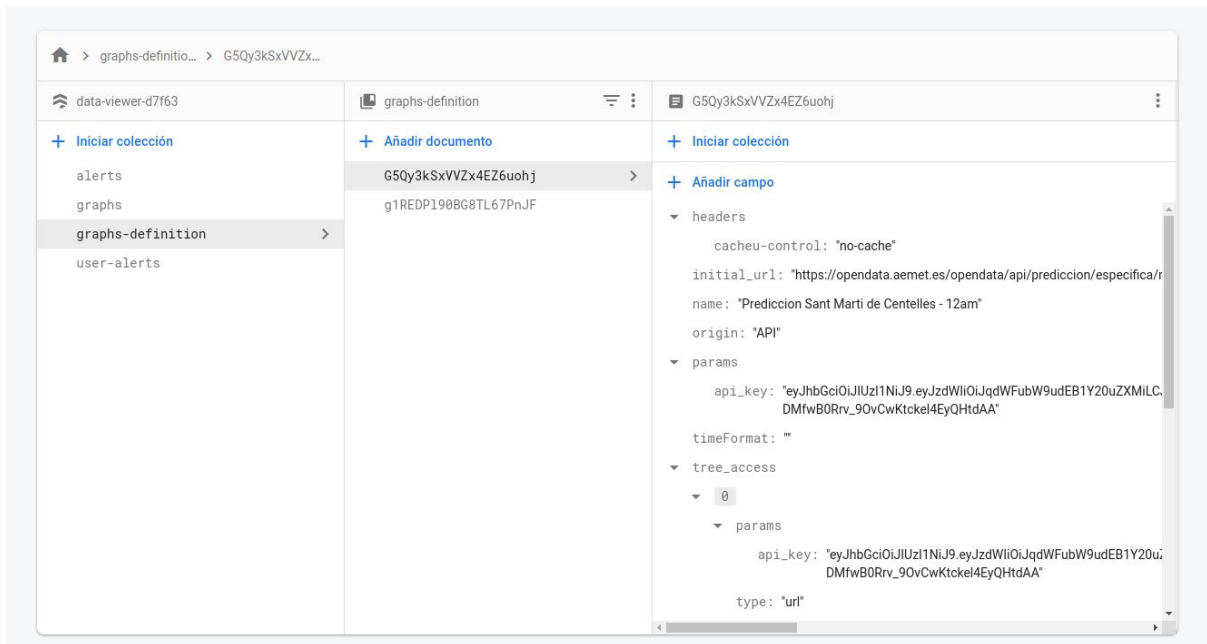 graphs-definitio… > G5Qy3kSxVVZx…
data-viewer-d7f63
graphs-definition
G5Qy3kSxVVZx4EZ6uohj
+ Iniciar colección
+ Añadir documento
+ Iniciar colección
alerts
graphs
graphs-definition
user-alerts
G5Qy3kSxVVZx4EZ6uohj
g1REDPl90BG8TL67PnJF
+ Añadir campo
headers
cacheu-control: "no-cache"
initial_url: "https://opendata.aemet.es/opendata/api/prediccion/especifica/r
name: "Prediccion Sant Marti de Centelles - 12am"
origin: "API"
params
api_key: "eyJhbGciOiJIUzI1NiJ9.eyJzdWIiOiJqdWFubW9udEB1Y20uZXMiLCJ
DMfwB0Rrv_9OvCwKtckel4EyQHtdAA"
timeFormat: ""
tree_access
0
params
api_key: "eyJhbGciOiJIUzI1NiJ9.eyJzdWIiOiJqdWFubW9udEB1Y20uZ
DMfwB0Rrv_9OvCwKtckel4EyQHtdAA"
type: "url"